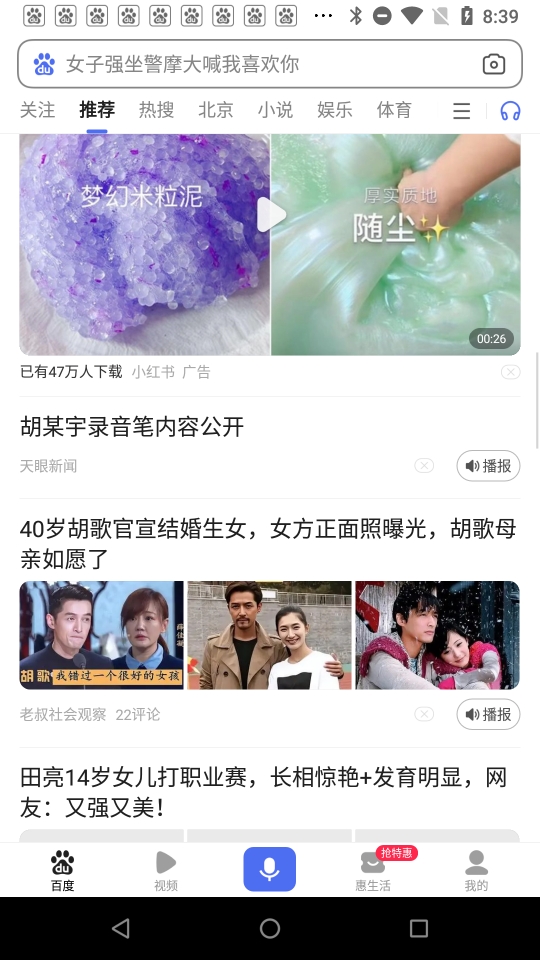 8:39
du
女子强坐警摩大喊我喜欢你
关注 推荐 热搜 北京 小说 娱乐 体育
梦幻米粒泥
厚实质地
随尘✨
00:26
已有47万人下载 小红书 广告
胡某宇录音笔内容公开
天眼新闻
播报
40岁胡歌官宣结婚生女，女方正面照曝光，胡歌母
亲如愿了
胡歌 我错过一个很好的女孩
老叔社会观察 22评论
播报
田亮14岁女儿打职业赛，长相惊艳+发育明显，网
友：又强又美！
抢特惠
百度 视频 惠生活 我的